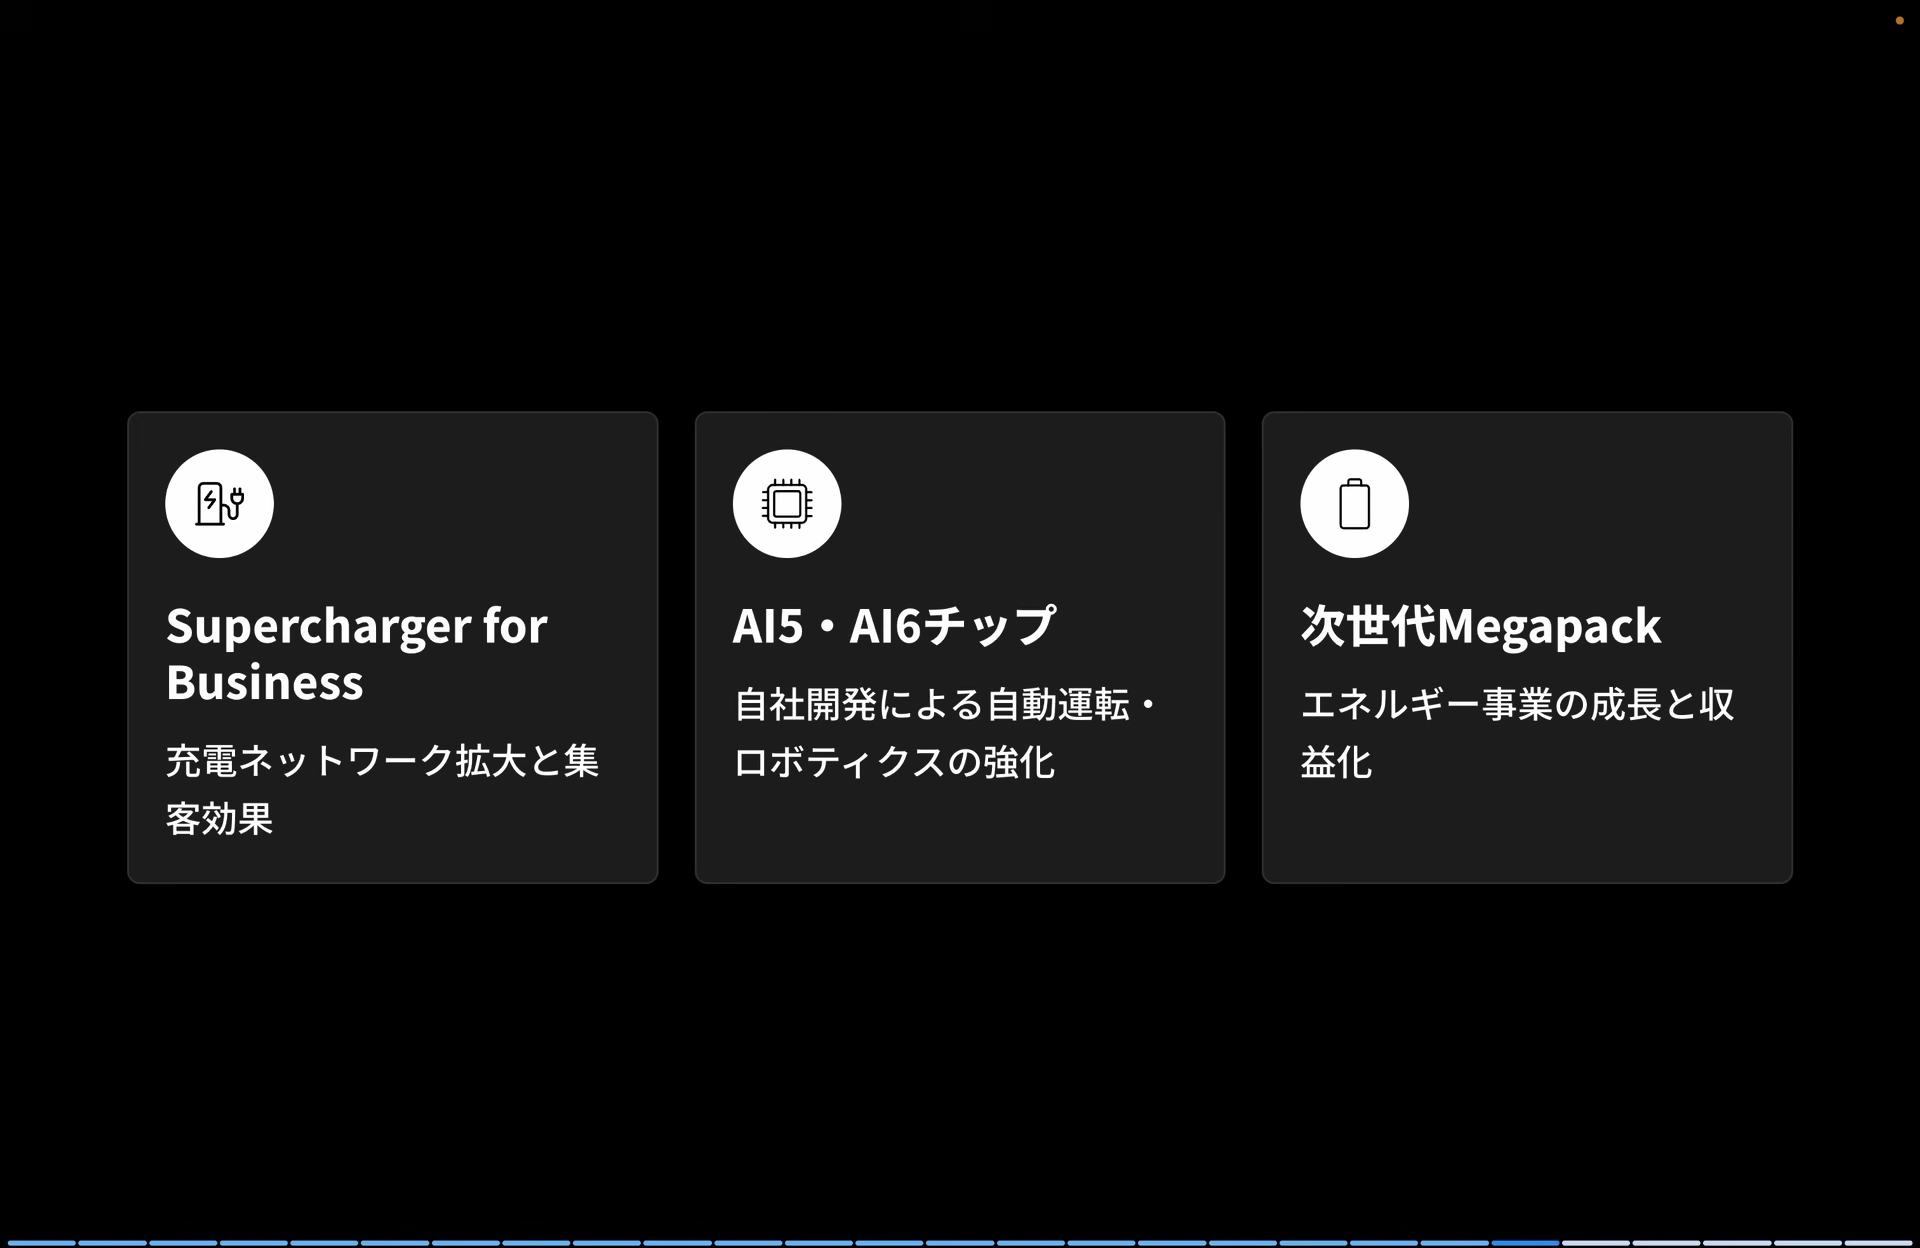 Supercharger for
Business
充電ネットワーク拡大と集
客効果
AI5・AI6チップ
自社開発による自動運転・
ロボティクスの強化
次世代Megapack
エネルギー事業の成長と収
益化